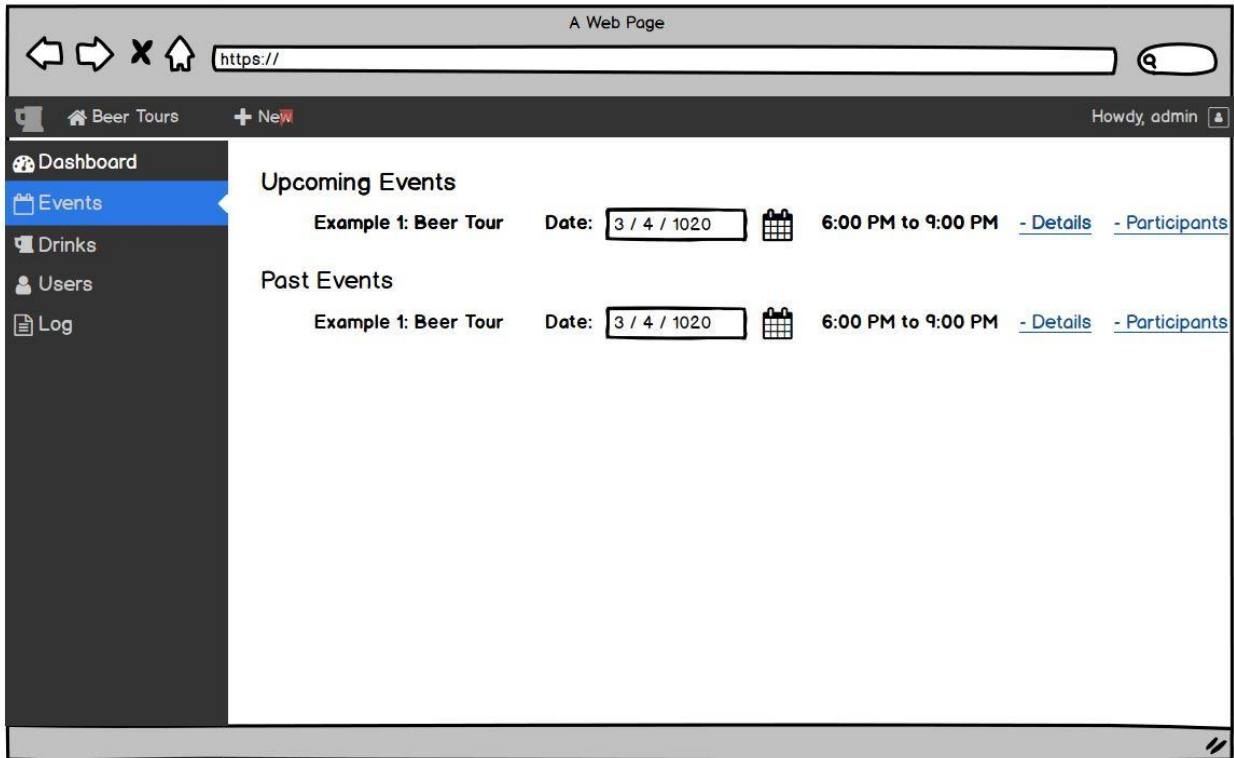 A Web Page
https://
Beer Tours New Howdy, admin
Dashboard
Events
Drinks
Users
Log
Upcoming Events
Example 1: Beer Tour Date: 3 / 4 / 1020 6:00 PM to 9:00 PM - Details - Participants
Past Events
Example 1: Beer Tour Date: 3 / 4 / 1020 6:00 PM to 9:00 PM - Details - Participants